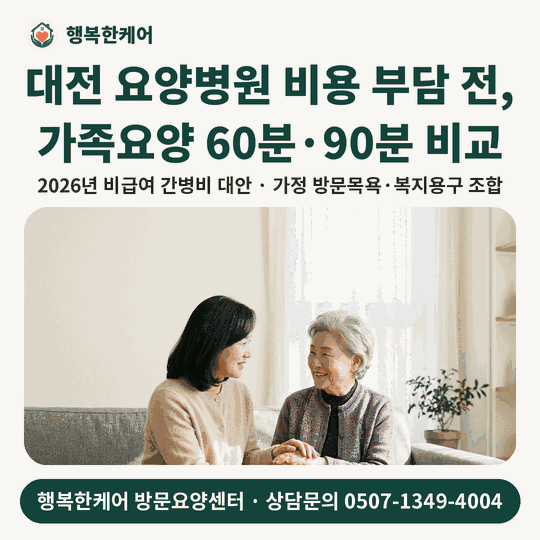 행복한케어
대전 요양병원 비용 부담 전,
가족요양 60분·90분 비교
2026년 비급여 간병비 대안 · 가정 방문목욕·복지용구 조합
행복한케어 방문요양센터 · 상담문의 0507-1349-4004